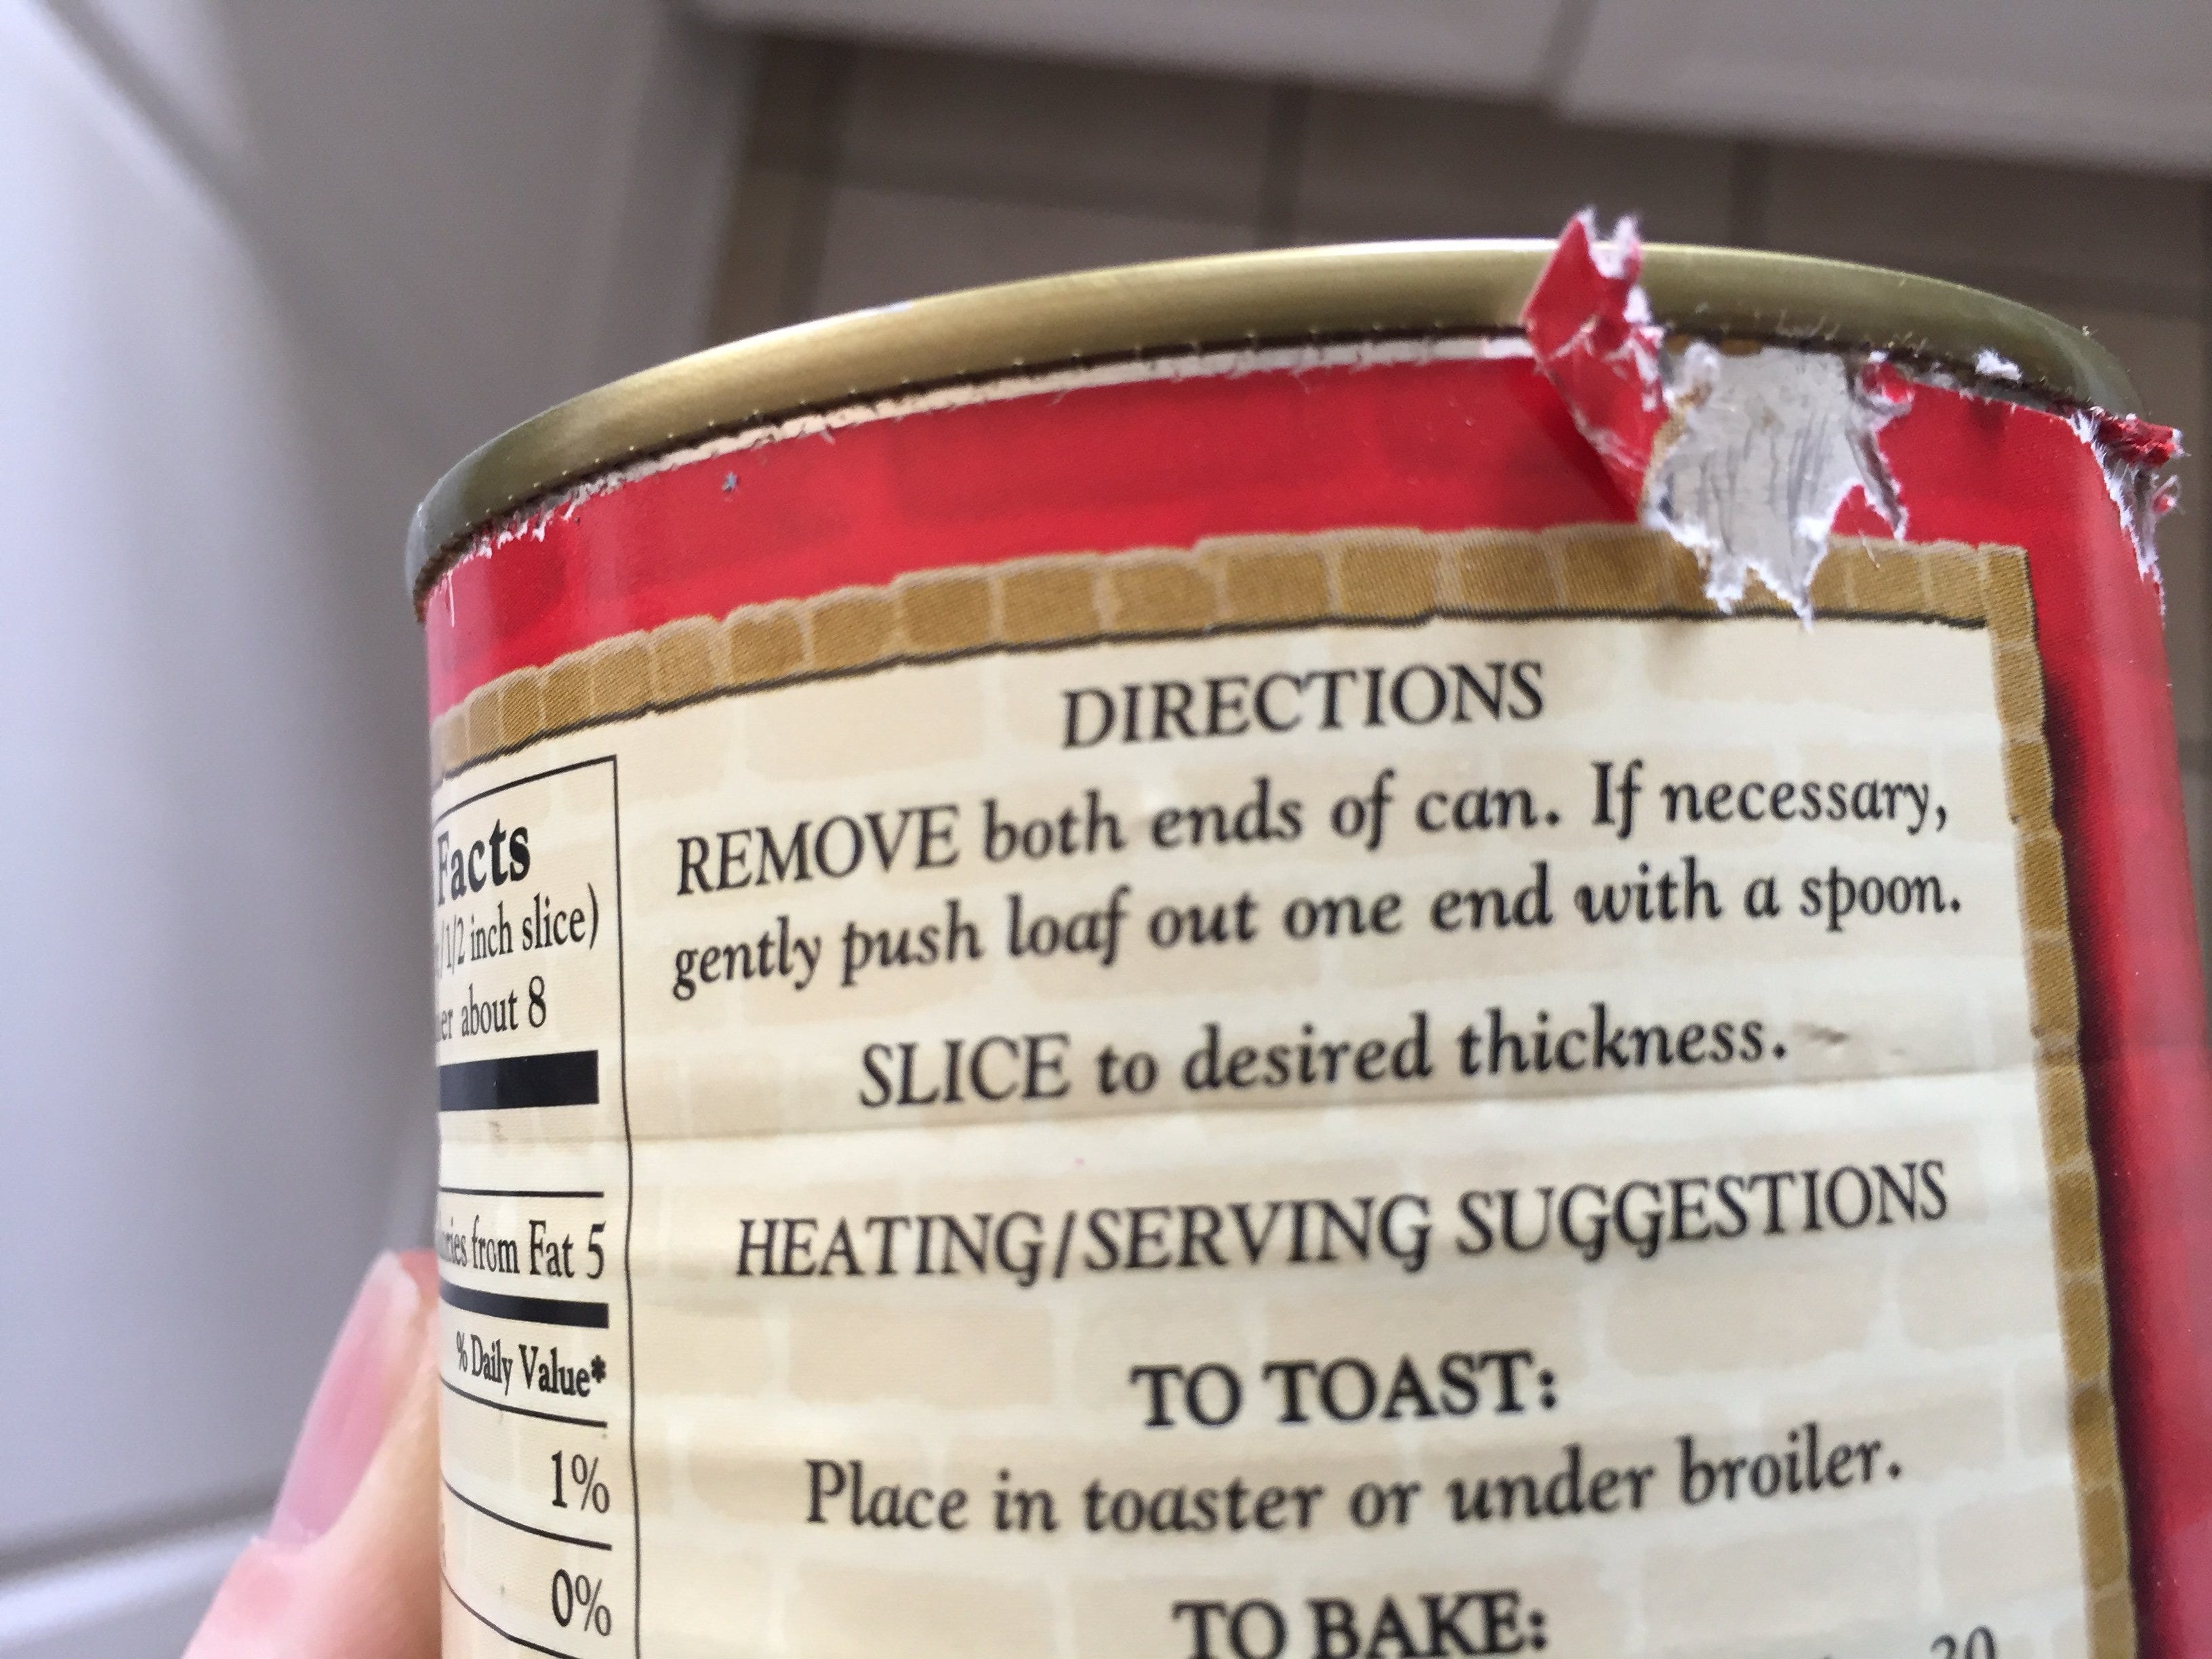 Facts
1/2 inch slice)
about 8
from Fat 5
% Daily Value*
1%
0%
DIRECTIONS
REMOVE both ends of can. If necessary,
gently push loaf out one end with a spoon.
SLICE to desired thickness.
HEATING/SERVING SUGGESTIONS
TO TOAST:
Place in toaster or under broiler.
TO BAKE: